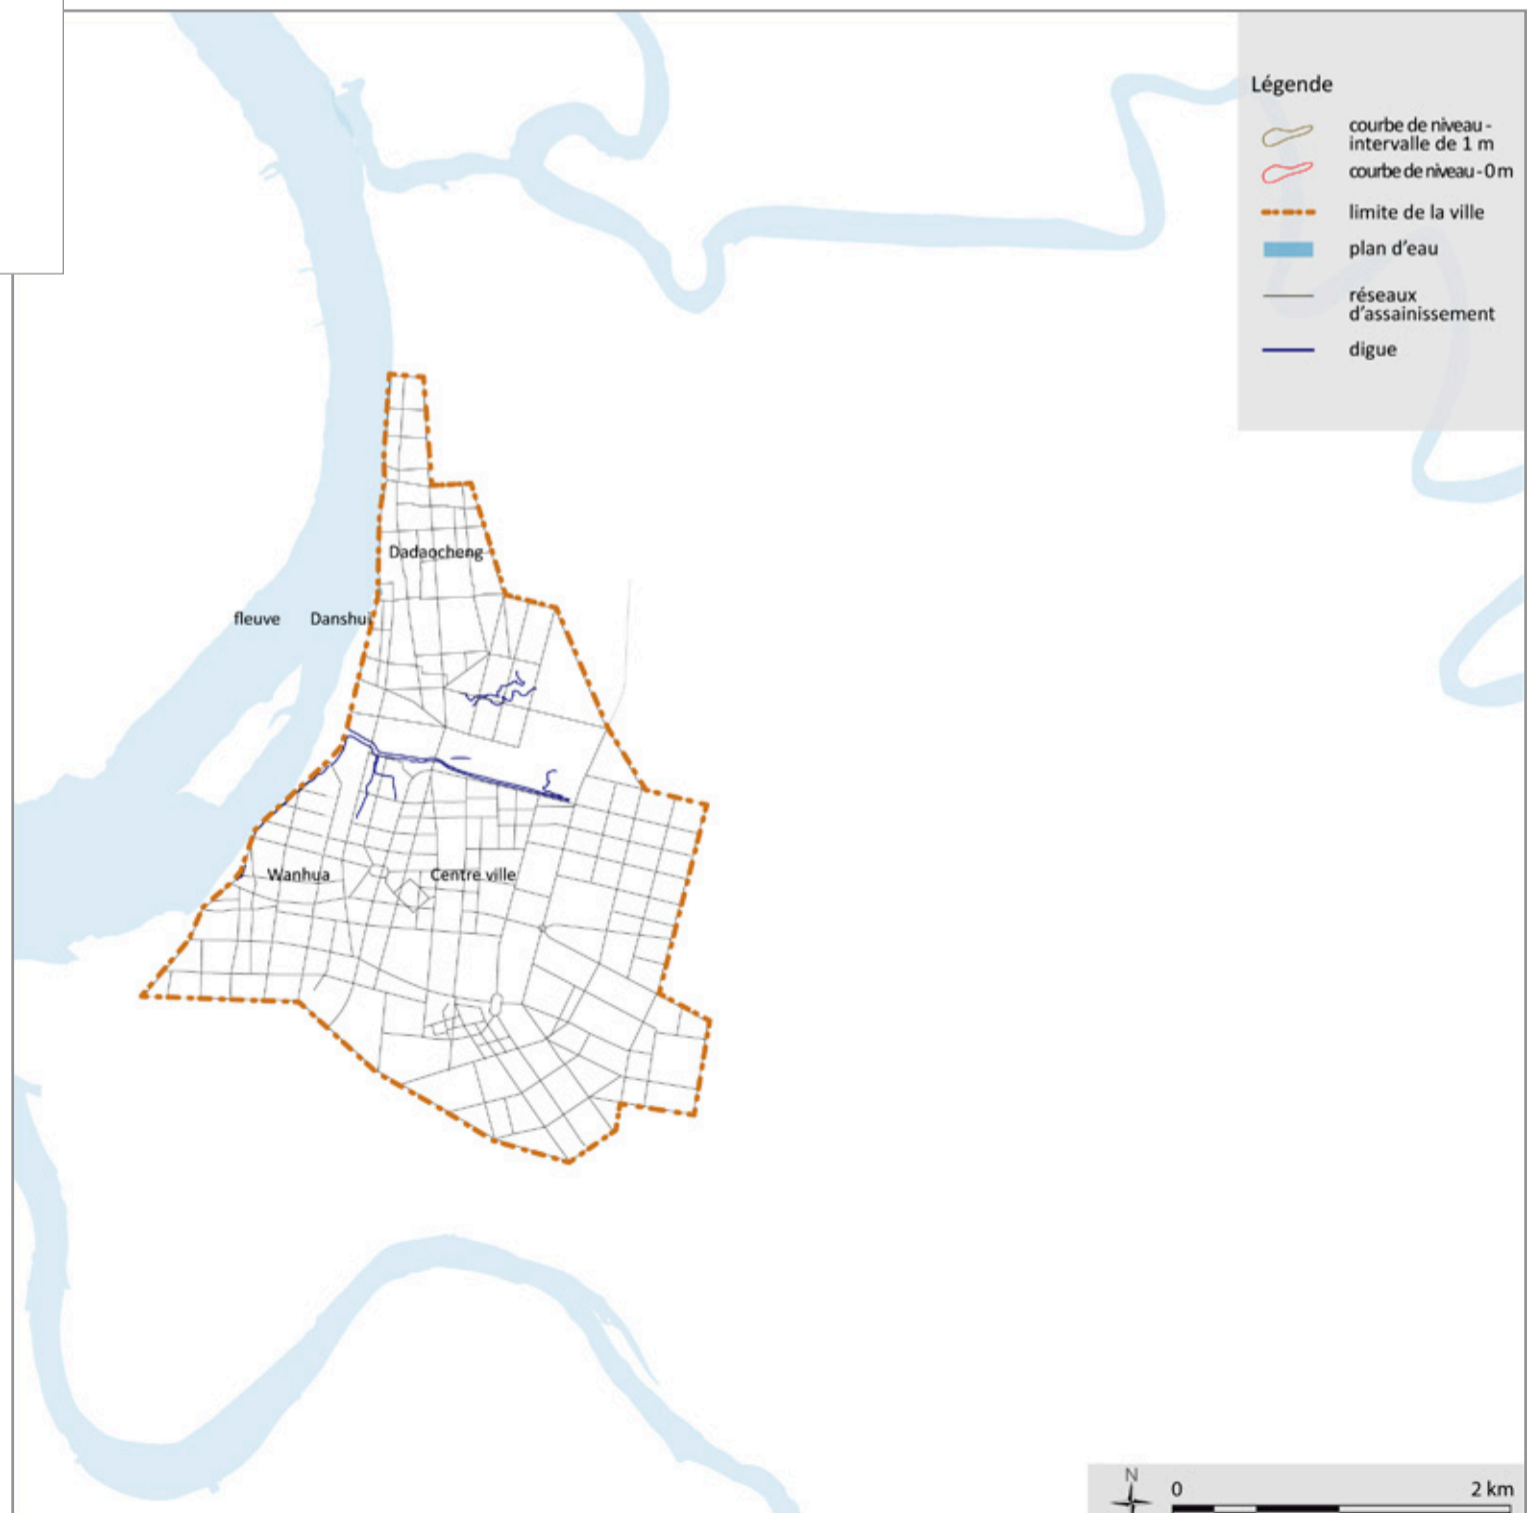 Légende
courbe de niveau -
intervalle de 1 m
courbe de niveau - 0 m
limite de la ville
plan d'eau
réseaux
d'assainissement
digue
Dadaocheng
fleuve Danshui
Wanhua
Centre ville
N
0 2 km